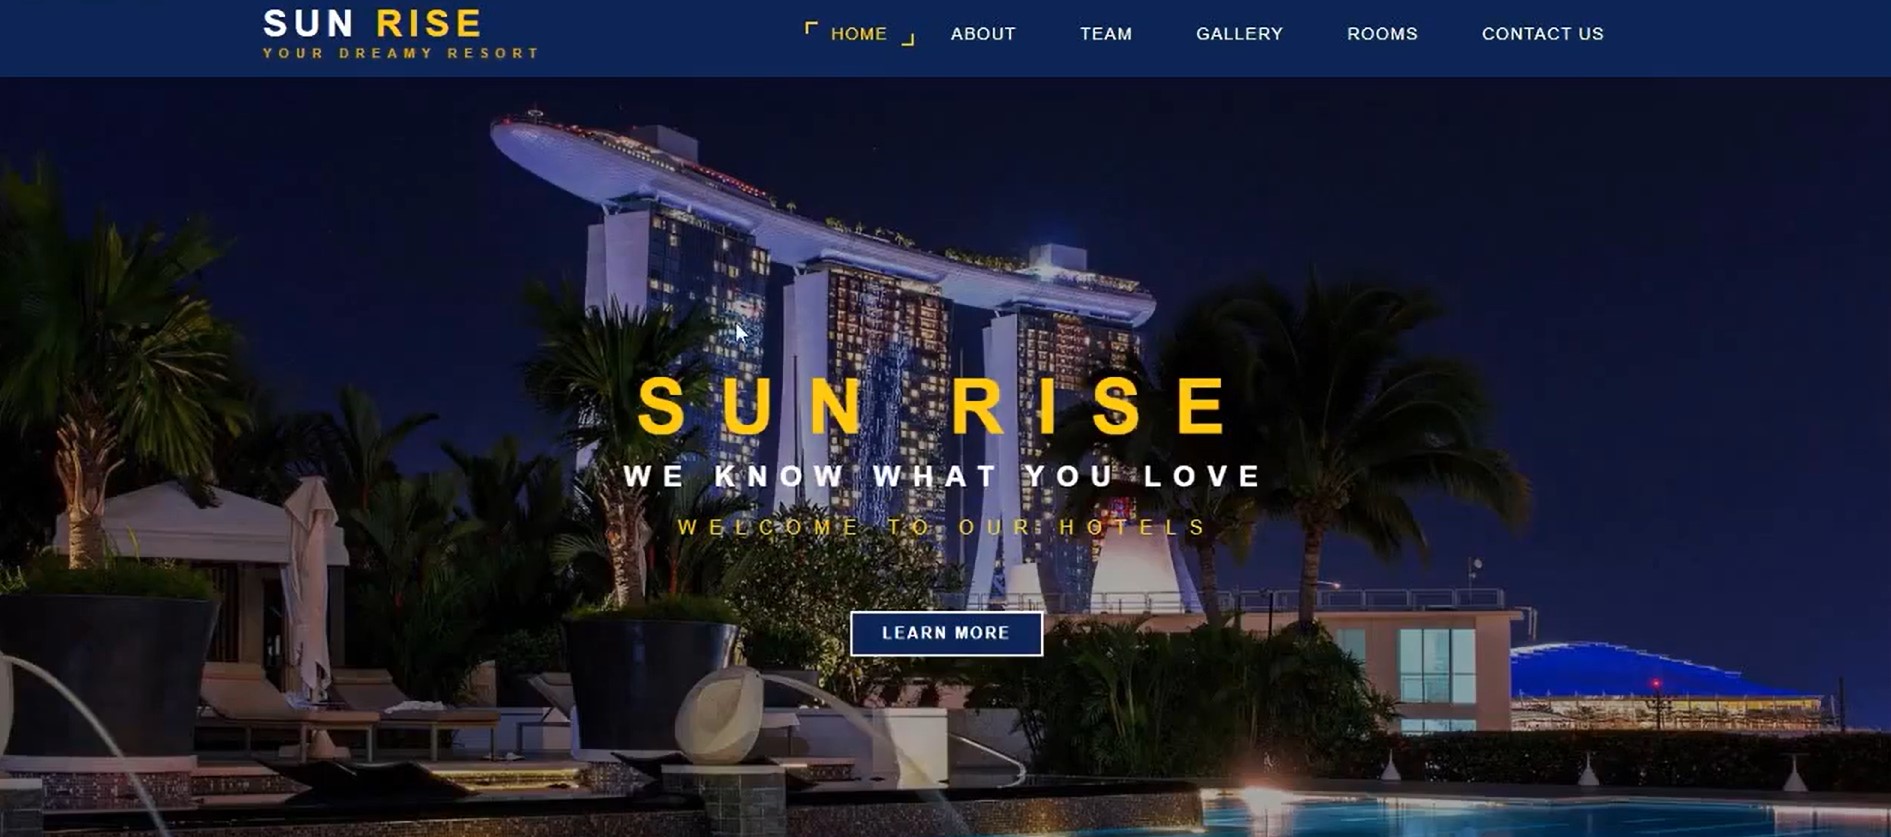 SUN RISE
YOUR DREAMY RESORT
HOME ABOUT TEAM GALLERY ROOMS CONTACT US
SUN RISE
WE KNOW WHAT YOU LOVE
WELCOME TO OUR HOTELS
LEARN MORE